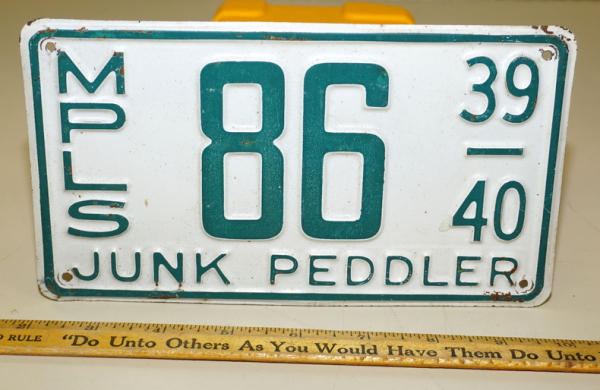 MPLS
86
39
40
JUNK PEDDLER
RULE "Do Unto Others As You Would Have Them Do Unto